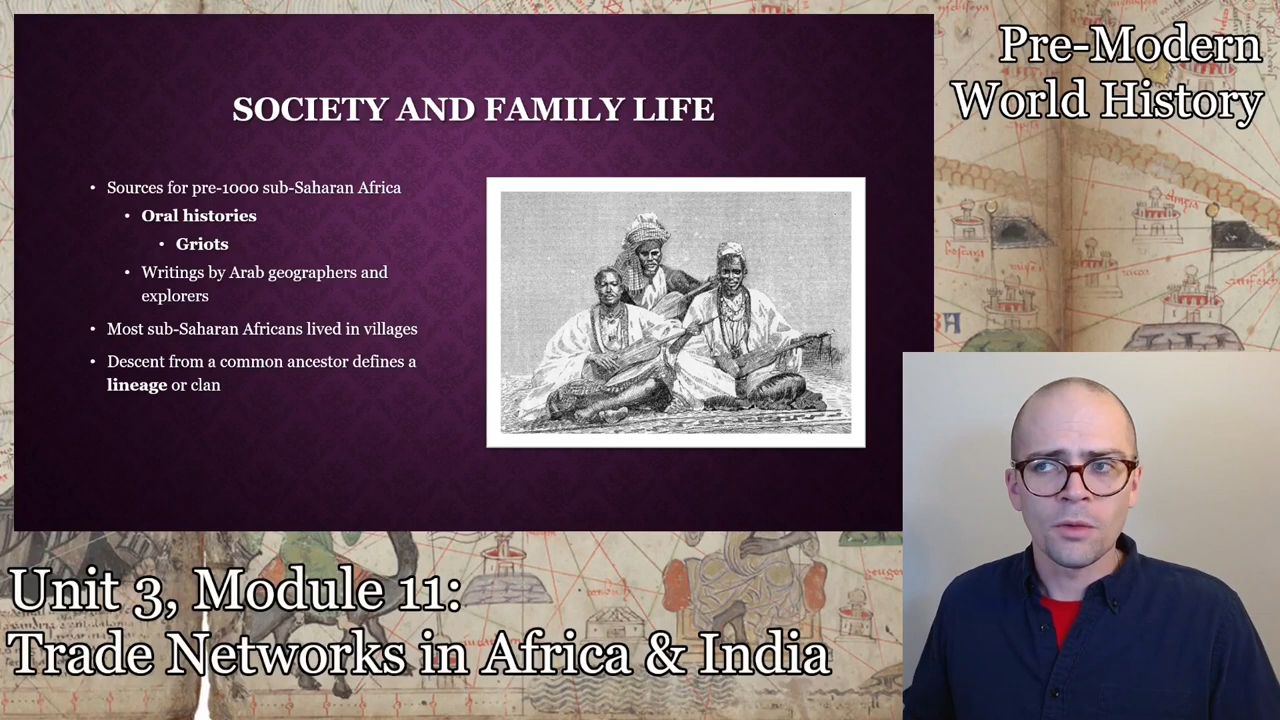 SOCIETY AND FAMILY LIFE
• Sources for pre-1000 sub-Saharan Africa
• Oral histories
• Griots
• Writings by Arab geographers and
explorers
• Most sub-Saharan Africans lived in villages
• Descent from a common ancestor defines a
lineage or clan
Pre-Modern
World History
Unit 3, Module 11:
Trade Networks in Africa & India